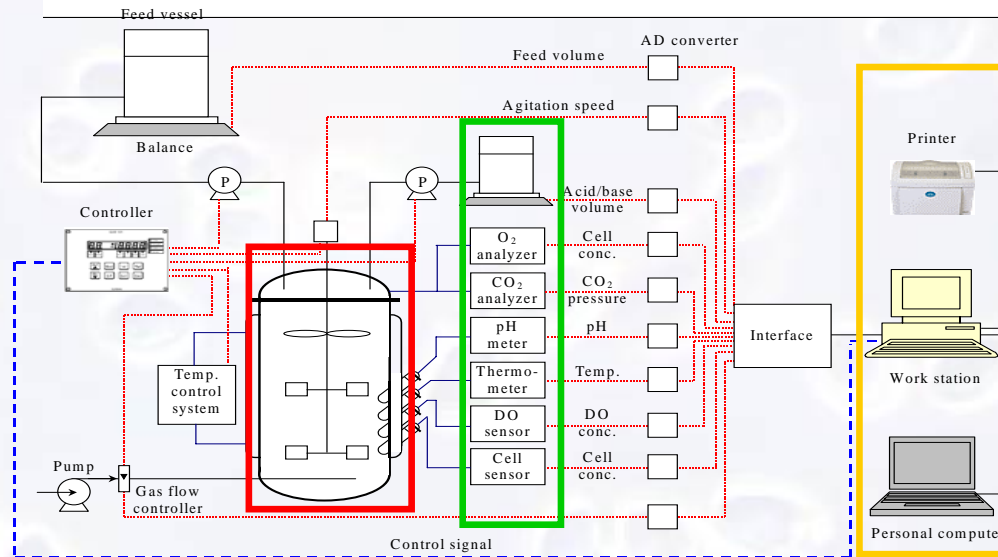 Feed vessel
AD converter
Feed volume
Agitation speed
Balance
Printer
P
P
Acid/base
volume
Controller
O₂
analyzer
Cell
conc.
CO₂
analyzer
CO₂
pressure
pH
meter
pH
Interface
Thermo-
meter
Temp.
Work station
Temp.
control
system
DO
sensor
DO
conc.
Cell
sensor
Cell
conc.
Pump
Gas flow
controller
Personal compute
Control signal